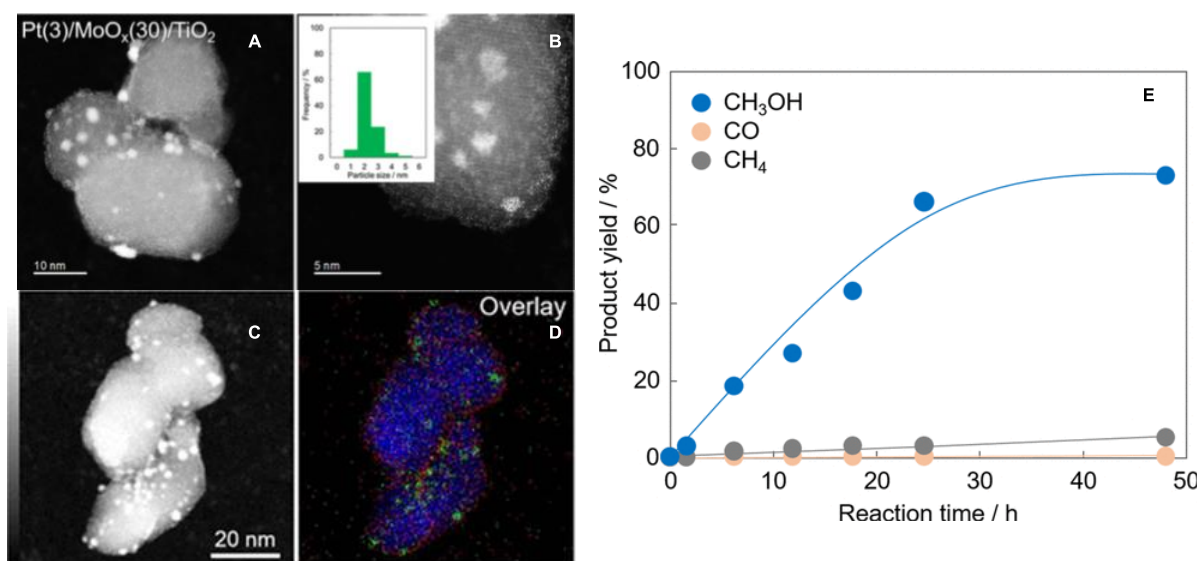 Pt(3)/MoOₓ(30)/TiO₂
A
10 nm
B
Frequency / %
100
80
60
40
20
0
0 1 2 3 4 5 6
Particle size / nm
5 nm
C
20 nm
Overlay
D
E
CH₃OH
CO
CH₄
Product yield / %
100
80
60
40
20
0
0 10 20 30 40 50
Reaction time / h